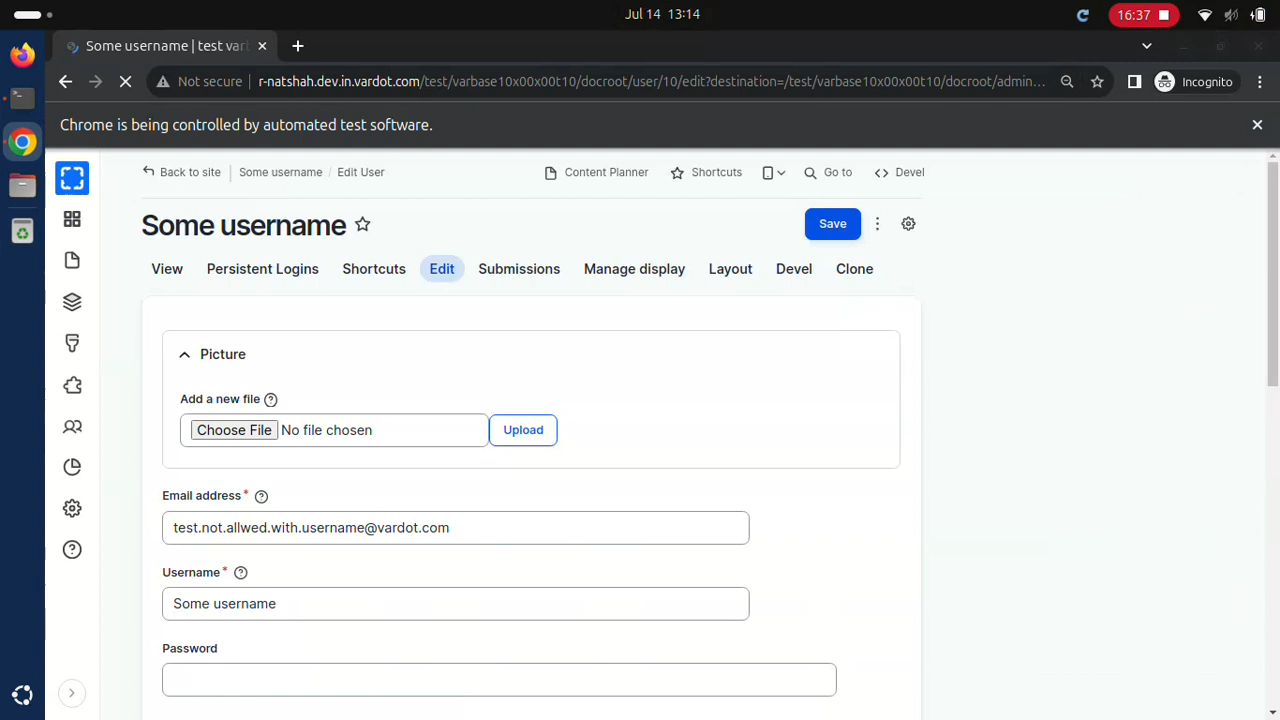 Jul 14 13:14
16:37
Some username | test var
Not secure
r-natshah.dev.in.vardot.com/test/varbase10x00x00t10/docroot/user/10/edit?destination=/test/varbase10x00x00t10/docroot/admin...
Incognito
Chrome is being controlled by automated test software.
Back to site
Some username / Edit User
Content Planner
Shortcuts
Go to
Devel
Some username
Save
View
Persistent Logins
Shortcuts
Edit
Submissions
Manage display
Layout
Devel
Clone
Picture
Add a new file
Choose File No file chosen
Upload
Email address*
test.not.allwed.with.username@vardot.com
Username*
Some username
Password